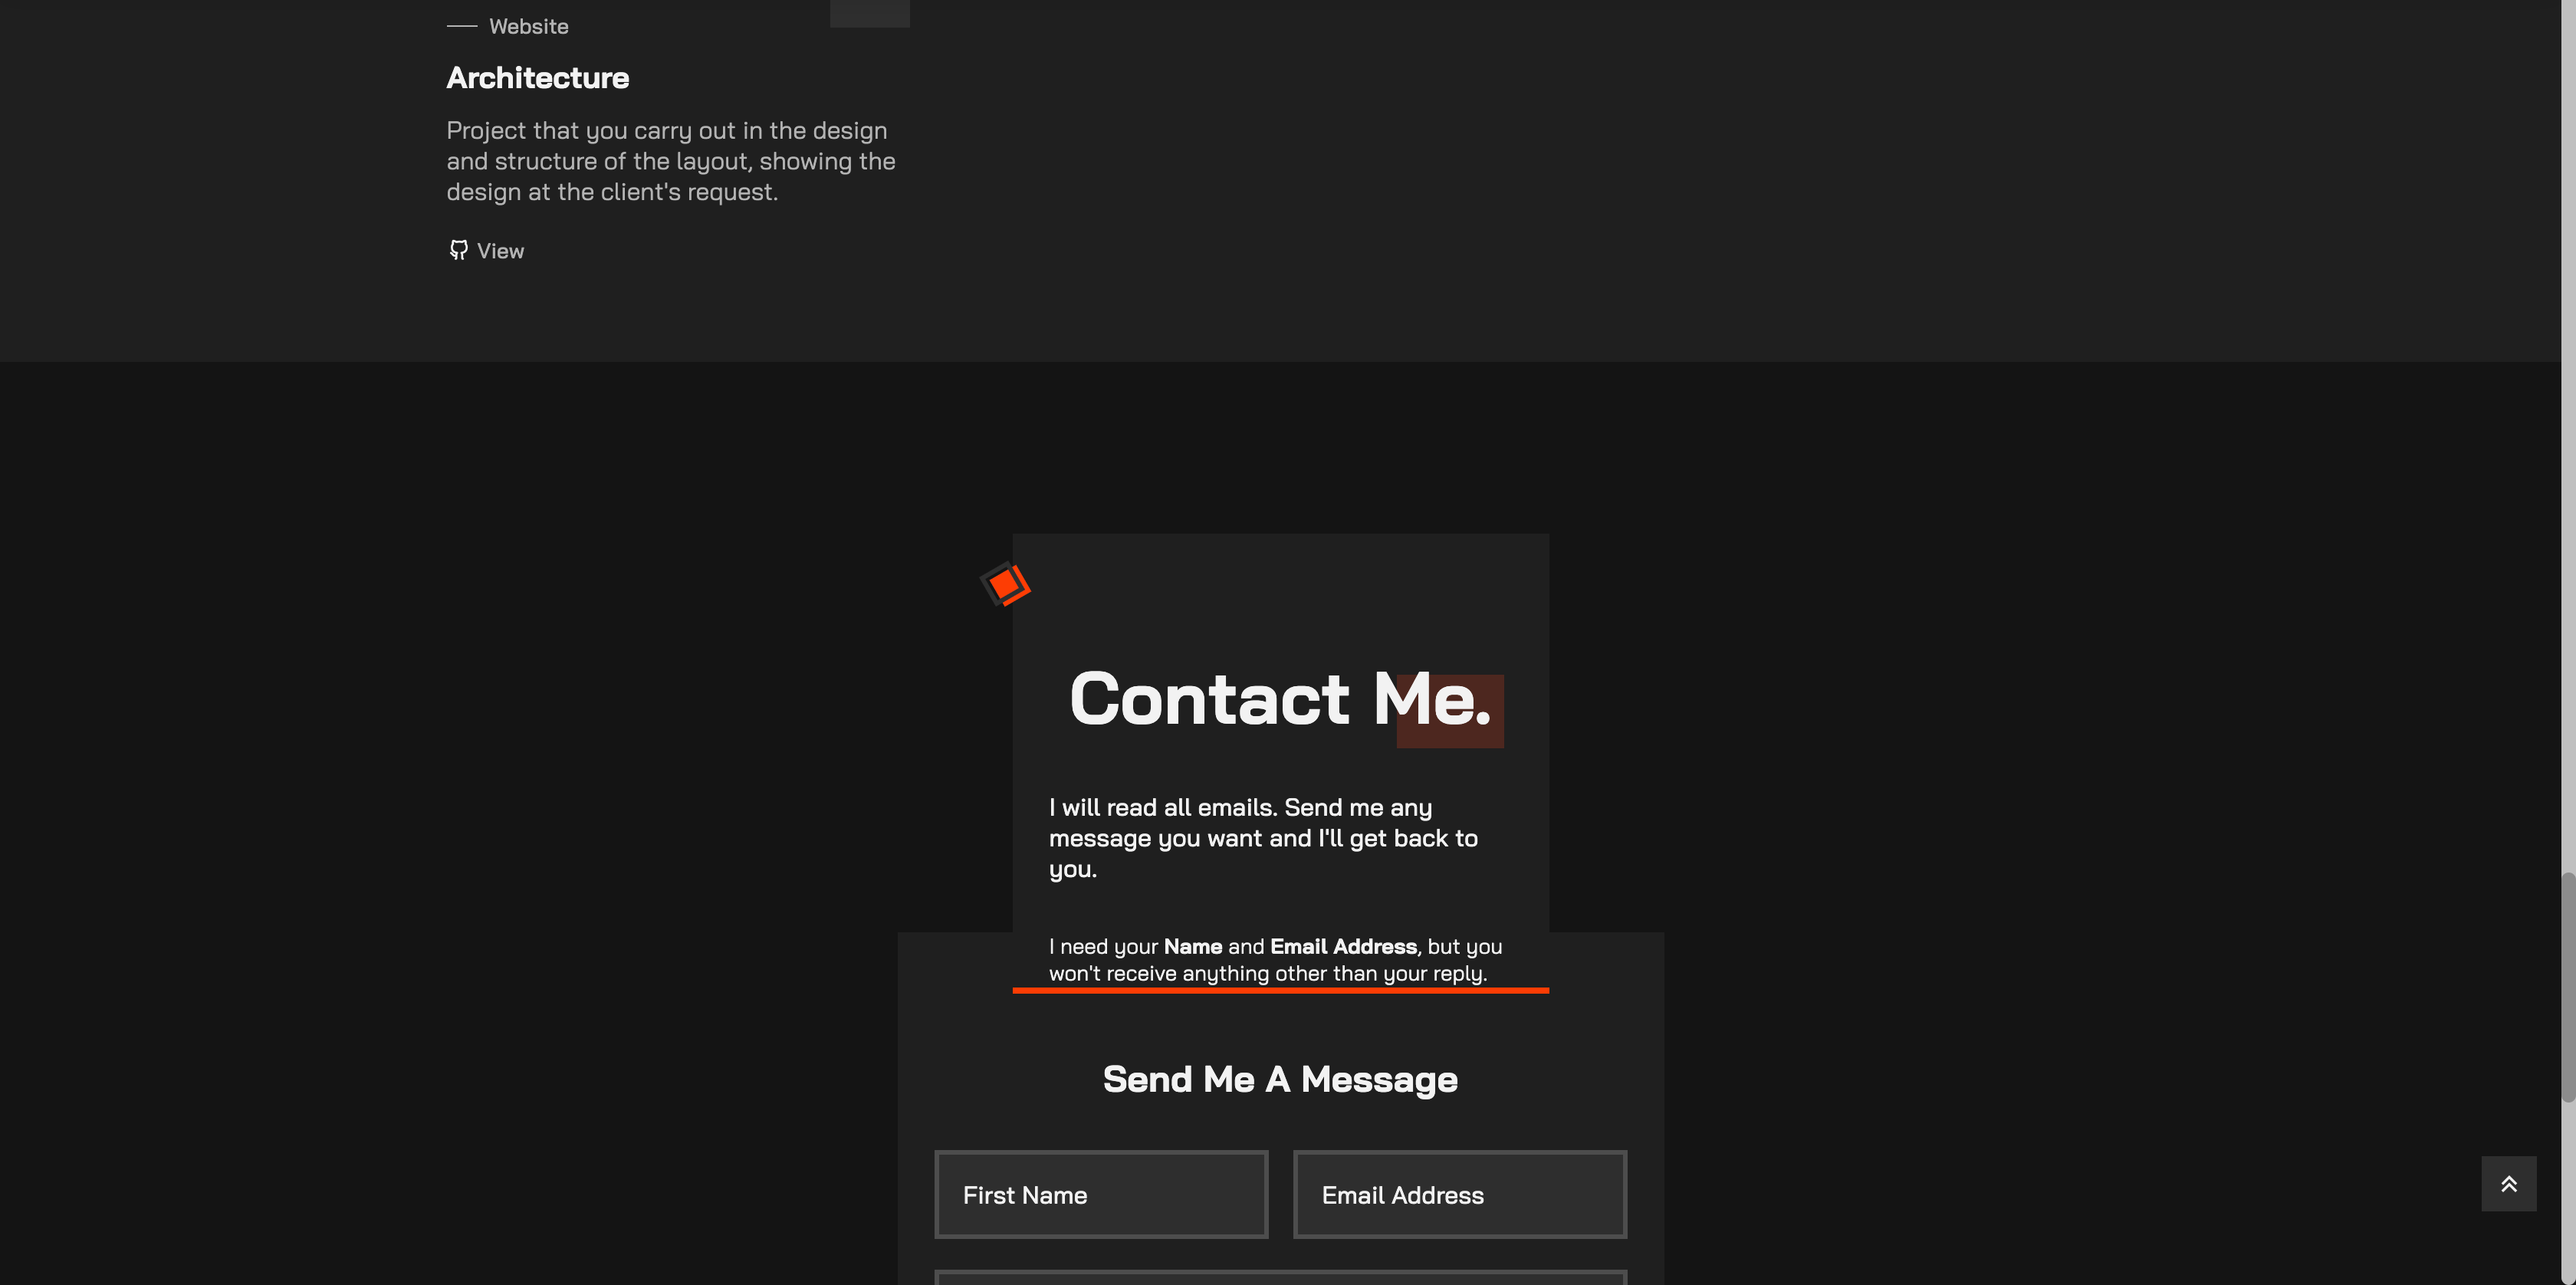 Website
Architecture
Project that you carry out in the design
and structure of the layout, showing the
design at the client's request.
View
Contact Me.
I will read all emails. Send me any
message you want and I'll get back to
you.
I need your Name and Email Address, but you
won't receive anything other than your reply.
Send Me A Message
First Name
Email Address